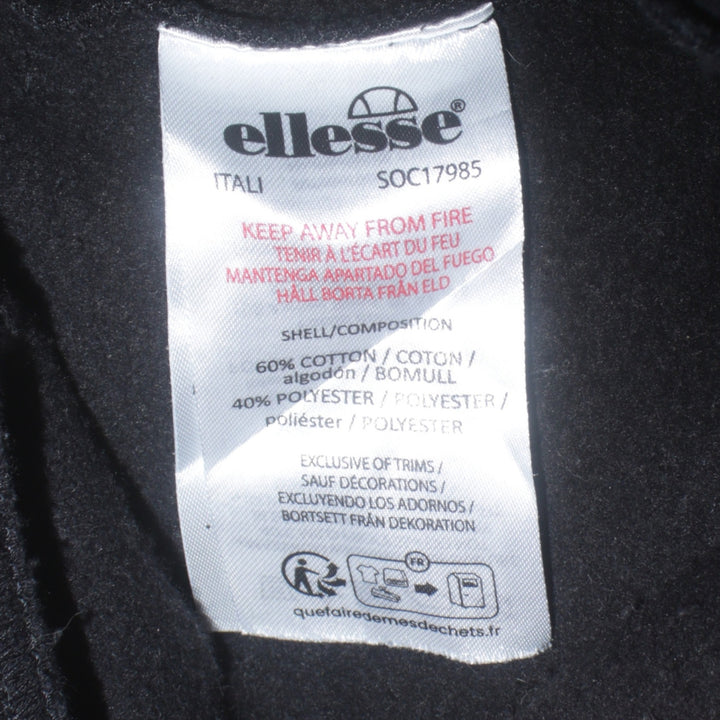 ellesse®
ITALI SOC17985
KEEP AWAY FROM FIRE
TENIR À L'ÉCART DU FEU
MANTENGA APARTADO DEL FUEGO
HÅLL BORTA FRÅN ELD
SHELL/COMPOSITION
60% COTTON / COTON /
algodón / BOMULL
40% POLYESTER / POLYESTER /
poliéster / POLYESTER
EXCLUSIVE OF TRIMS /
SAUF DÉCORATIONS /
EXCLUYENDO LOS ADORNOS /
BORTSETT FRÅN DEKORATION
FR
quefairedemesdechets.fr